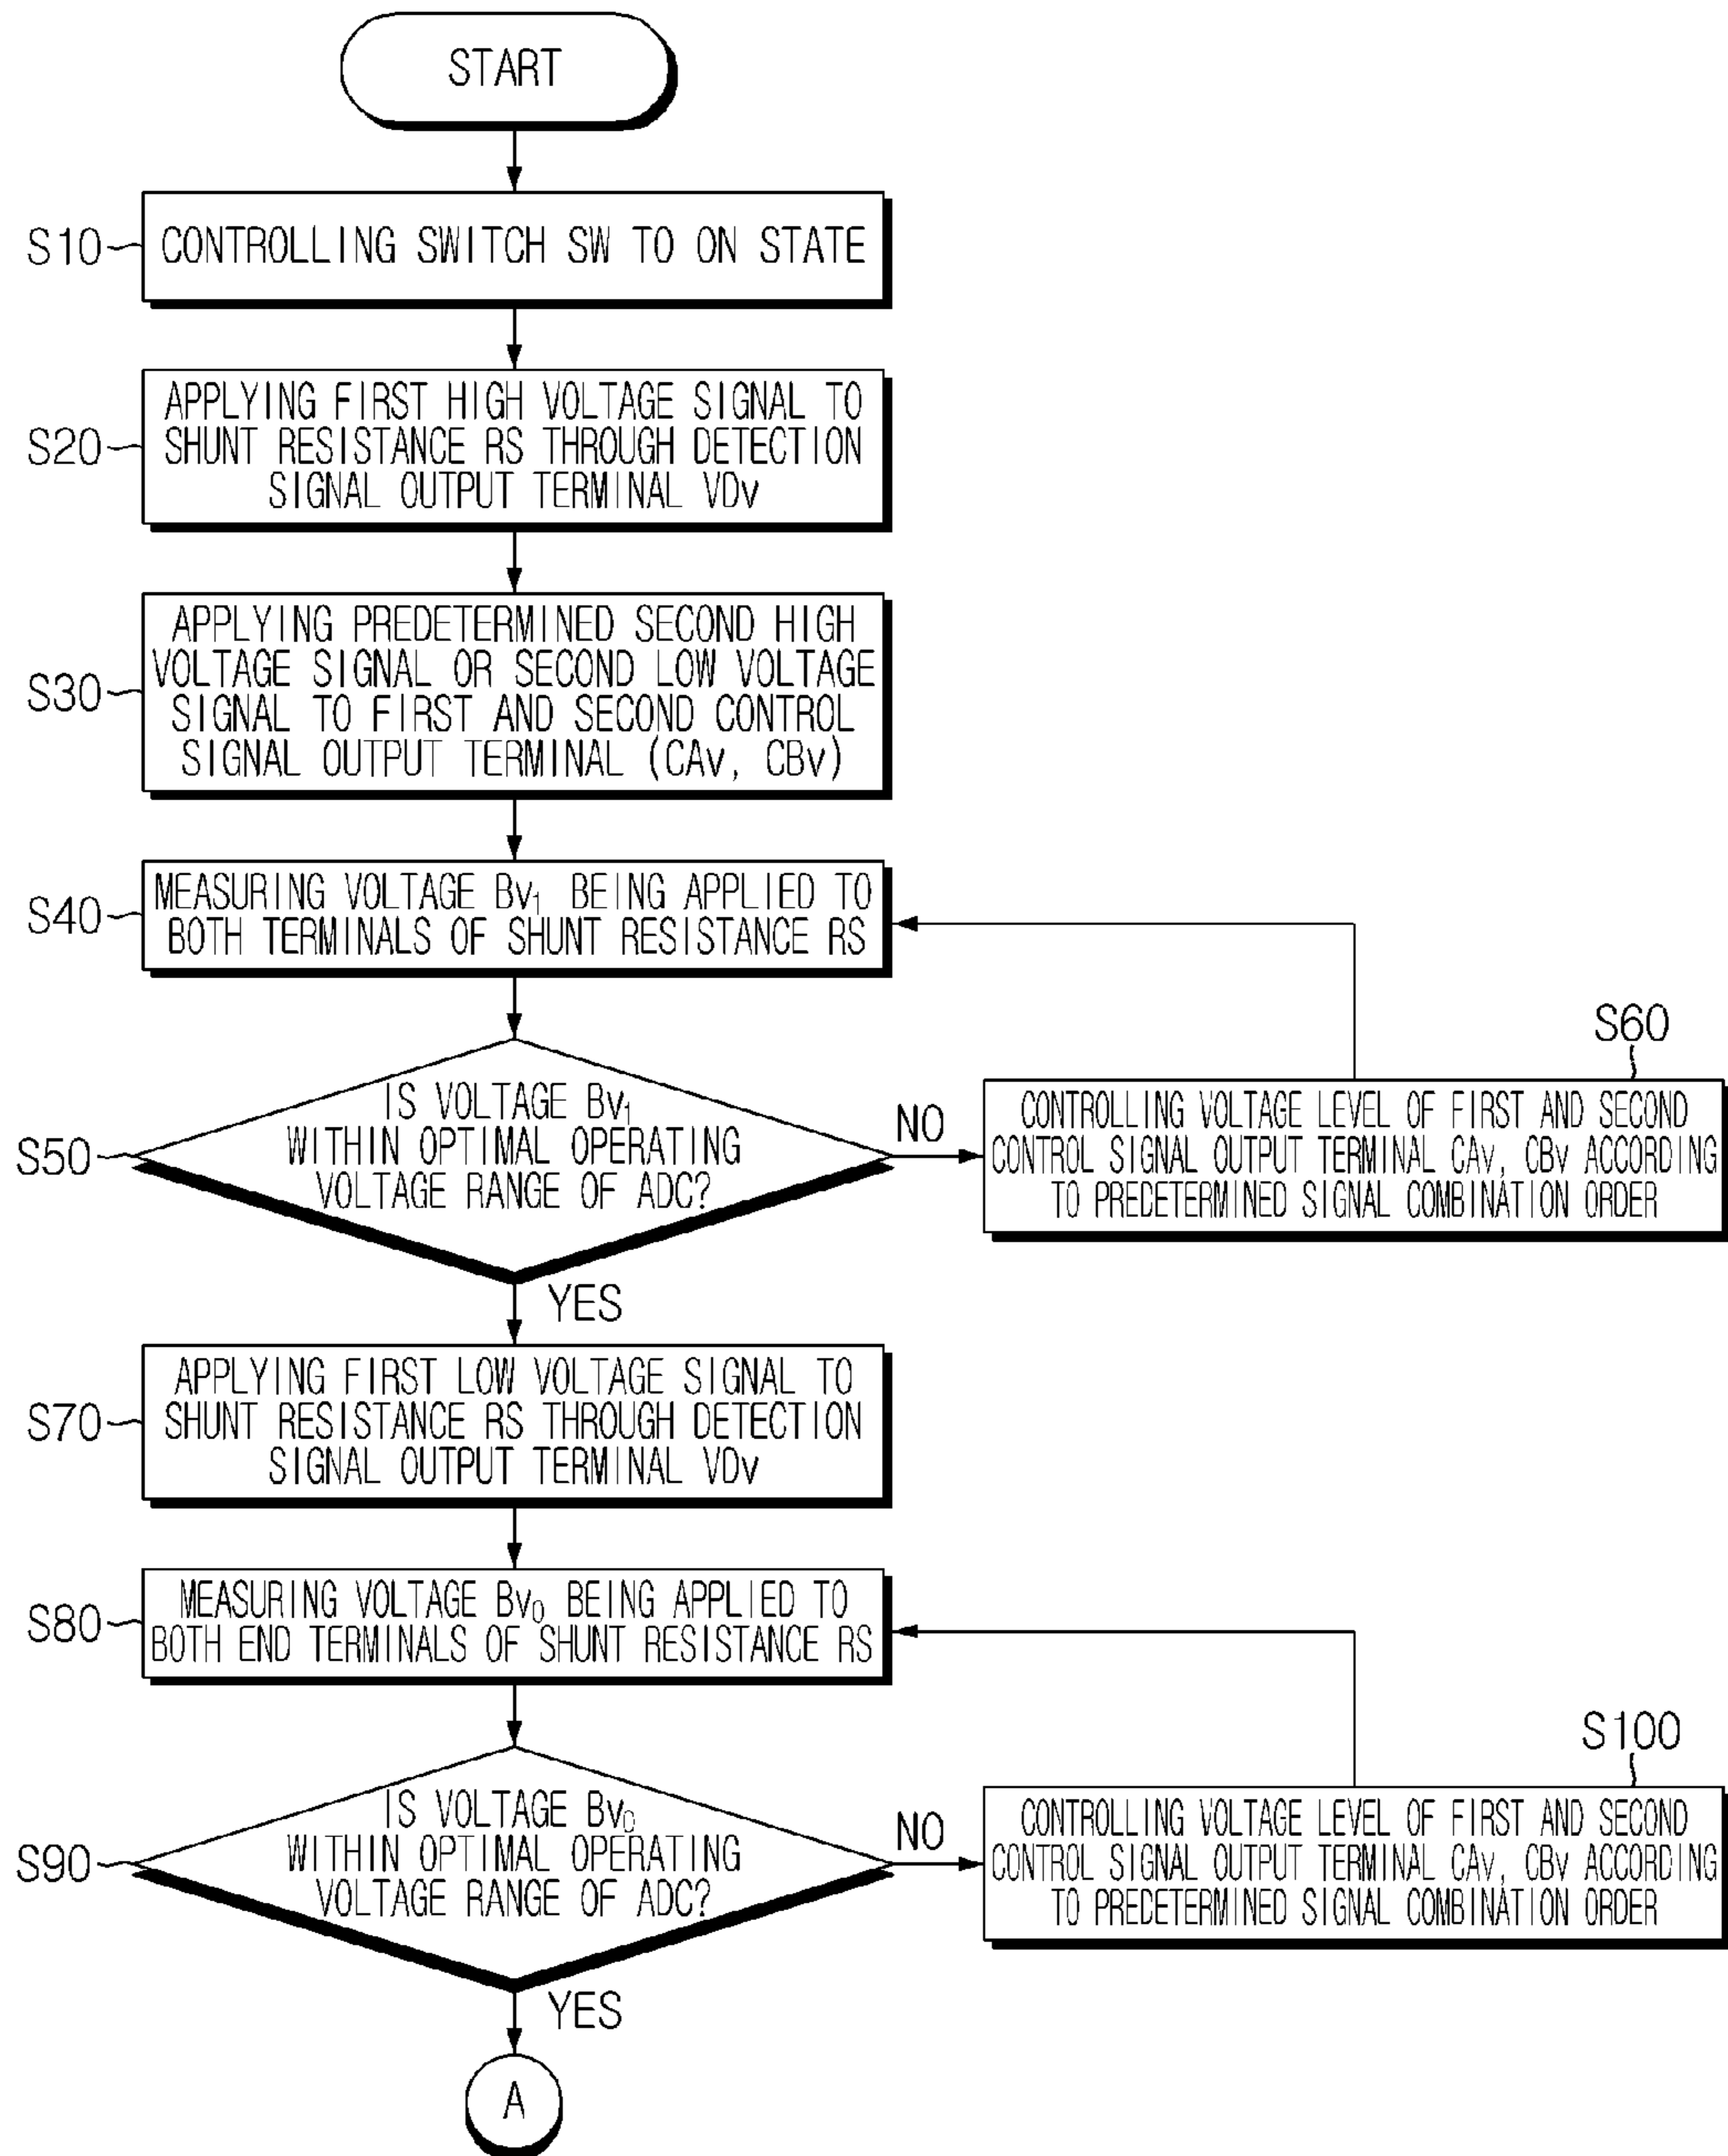 START
S10
CONTROLLING SWITCH SW TO ON STATE
S20
APPLYING FIRST HIGH VOLTAGE SIGNAL TO
SHUNT RESISTANCE RS THROUGH DETECTION
SIGNAL OUTPUT TERMINAL VDv
S30
APPLYING PREDETERMINED SECOND HIGH
VOLTAGE SIGNAL OR SECOND LOW VOLTAGE
SIGNAL TO FIRST AND SECOND CONTROL
SIGNAL OUTPUT TERMINAL (CAv, CBv)
S40
MEASURING VOLTAGE Bv₁ BEING APPLIED TO
BOTH TERMINALS OF SHUNT RESISTANCE RS
S50
IS VOLTAGE Bv₁
WITHIN OPTIMAL OPERATING
VOLTAGE RANGE OF ADC?
NO
YES
S60
CONTROLLING VOLTAGE LEVEL OF FIRST AND SECOND
CONTROL SIGNAL OUTPUT TERMINAL CAv, CBv ACCORDING
TO PREDETERMINED SIGNAL COMBINATION ORDER
S70
APPLYING FIRST LOW VOLTAGE SIGNAL TO
SHUNT RESISTANCE RS THROUGH DETECTION
SIGNAL OUTPUT TERMINAL VDv
S80
MEASURING VOLTAGE Bv₀ BEING APPLIED TO
BOTH END TERMINALS OF SHUNT RESISTANCE RS
S90
IS VOLTAGE Bv₀
WITHIN OPTIMAL OPERATING
VOLTAGE RANGE OF ADC?
NO
YES
S100
CONTROLLING VOLTAGE LEVEL OF FIRST AND SECOND
CONTROL SIGNAL OUTPUT TERMINAL CAv, CBv ACCORDING
TO PREDETERMINED SIGNAL COMBINATION ORDER
A